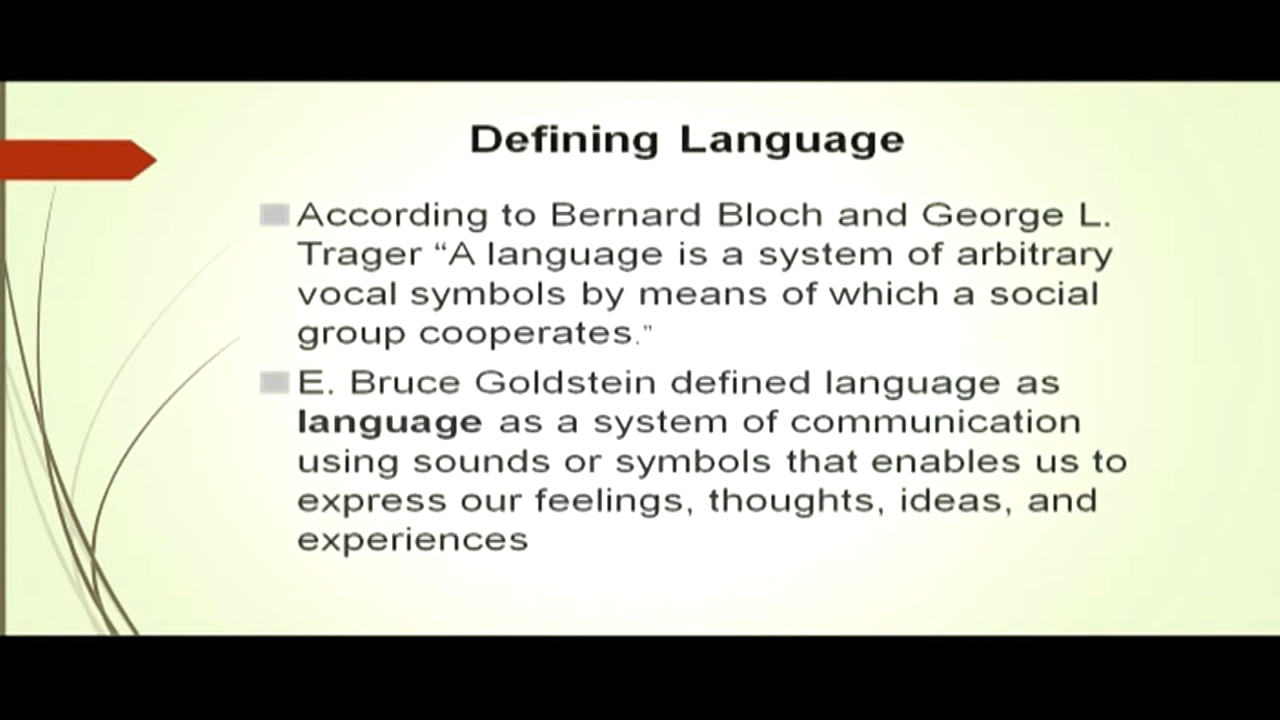 Defining Language
According to Bernard Bloch and George L.
Trager “A language is a system of arbitrary
vocal symbols by means of which a social
group cooperates.”
E. Bruce Goldstein defined language as
language as a system of communication
using sounds or symbols that enables us to
express our feelings, thoughts, ideas, and
experiences